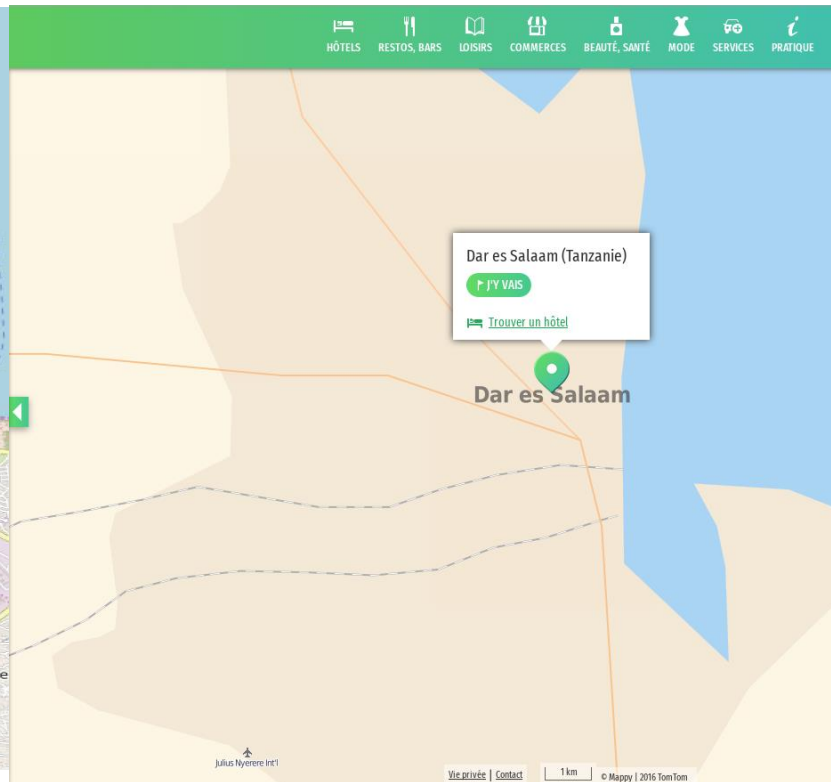 HÔTELS
RESTOS, BARS
LOISIRS
COMMERCES
BEAUTÉ, SANTÉ
MODE
SERVICES
PRATIQUE
Dar es Salaam (Tanzanie)
J'Y VAIS
Trouver un hôtel
Dar es Salaam
Julius Nyerere Int'l
Vie privée | Contact
1 km
© Mappy | 2016 TomTom